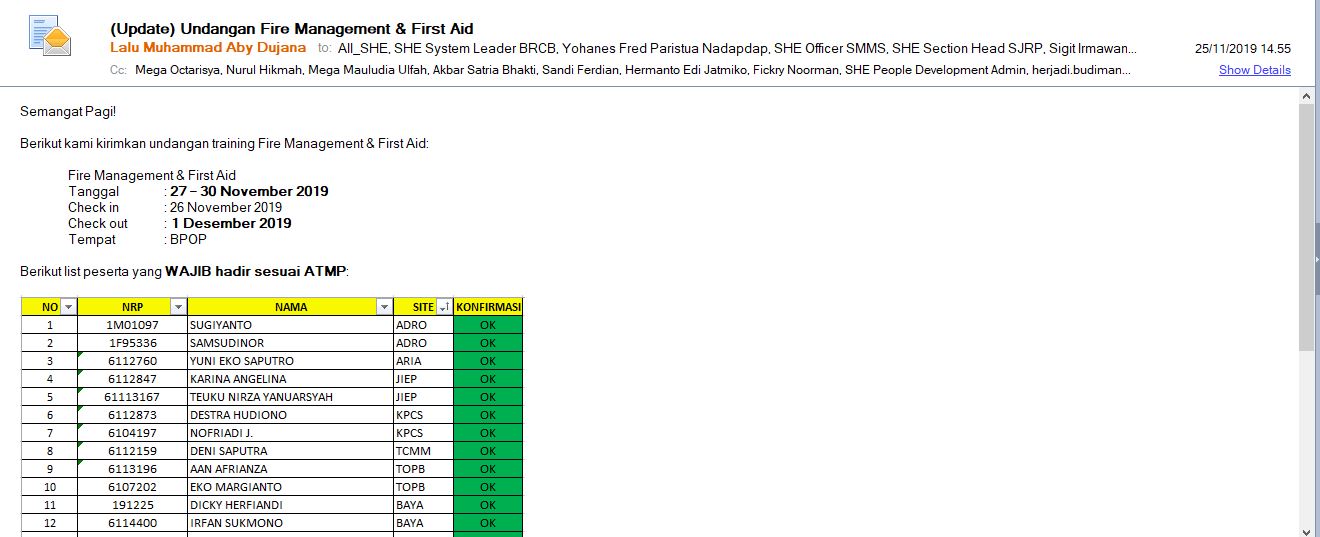 (Update) Undangan Fire Management & First Aid
Lalu Muhammad Aby Dujana to: All_SHE, SHE System Leader BRCB, Yohanes Fred Paristua Nadapdap, SHE Officer SMMS, SHE Section Head SJRP, Sigit Irmawan... 25/11/2019 14.55
Cc: Mega Octarisya, Nurul Hikmah, Mega Mauludia Ulfah, Akbar Satria Bhakti, Sandi Ferdian, Hermanto Edi Jatmiko, Fickry Noorman, SHE People Development Admin, herjadi.budiman... Show Details
Semangat Pagi!
Berikut kami kirimkan undangan training Fire Management & First Aid:
Fire Management & First Aid
Tanggal : 27 – 30 November 2019
Check in : 26 November 2019
Check out : 1 Desember 2019
Tempat : BPOP
Berikut list peserta yang WAJIB hadir sesuai ATMP:
NO NRP NAMA SITE KONFIRMASI
1 1M01097 SUGIYANTO ADRO OK
2 1F95336 SAMSUDINOR ADRO OK
3 6112760 YUNI EKO SAPUTRO ARIA OK
4 6112847 KARINA ANGELINA JIEP OK
5 61113167 TEUKU NIRZA YANUARSYAH JIEP OK
6 6112873 DESTRA HUDIONO KPCS OK
7 6104197 NOFRIADI J. KPCS OK
8 6112159 DENI SAPUTRA TCMM OK
9 6113196 AAN AFRIANZA TOPB OK
10 6107202 EKO MARGIANTO TOPB OK
11 191225 DICKY HERFIANDI BAYA OK
12 6114400 IRFAN SUKMONO BAYA OK